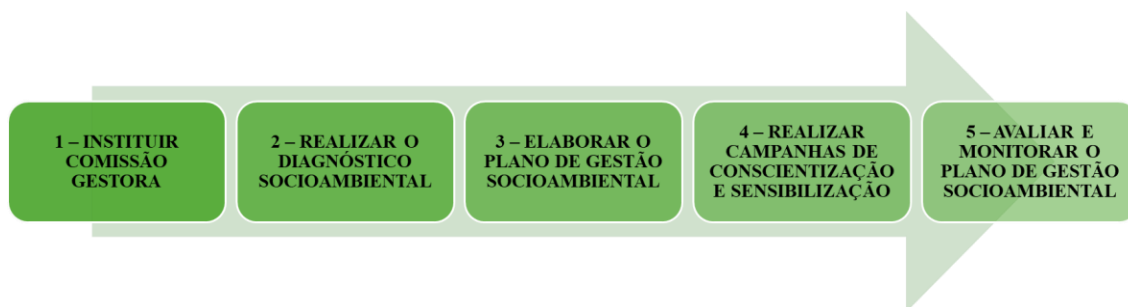 1 – INSTITUIR
COMISSÃO
GESTORA
2 – REALIZAR O
DIAGNÓSTICO
SOCIOAMBIENTAL
3 – ELABORAR O
PLANO DE GESTÃO
SOCIOAMBIENTAL
4 – REALIZAR
CAMPANHAS DE
CONSCIENTIZAÇÃO
E SENSIBILIZAÇÃO
5 – AVALIAR E
MONITORAR O
PLANO DE GESTÃO
SOCIOAMBIENTAL